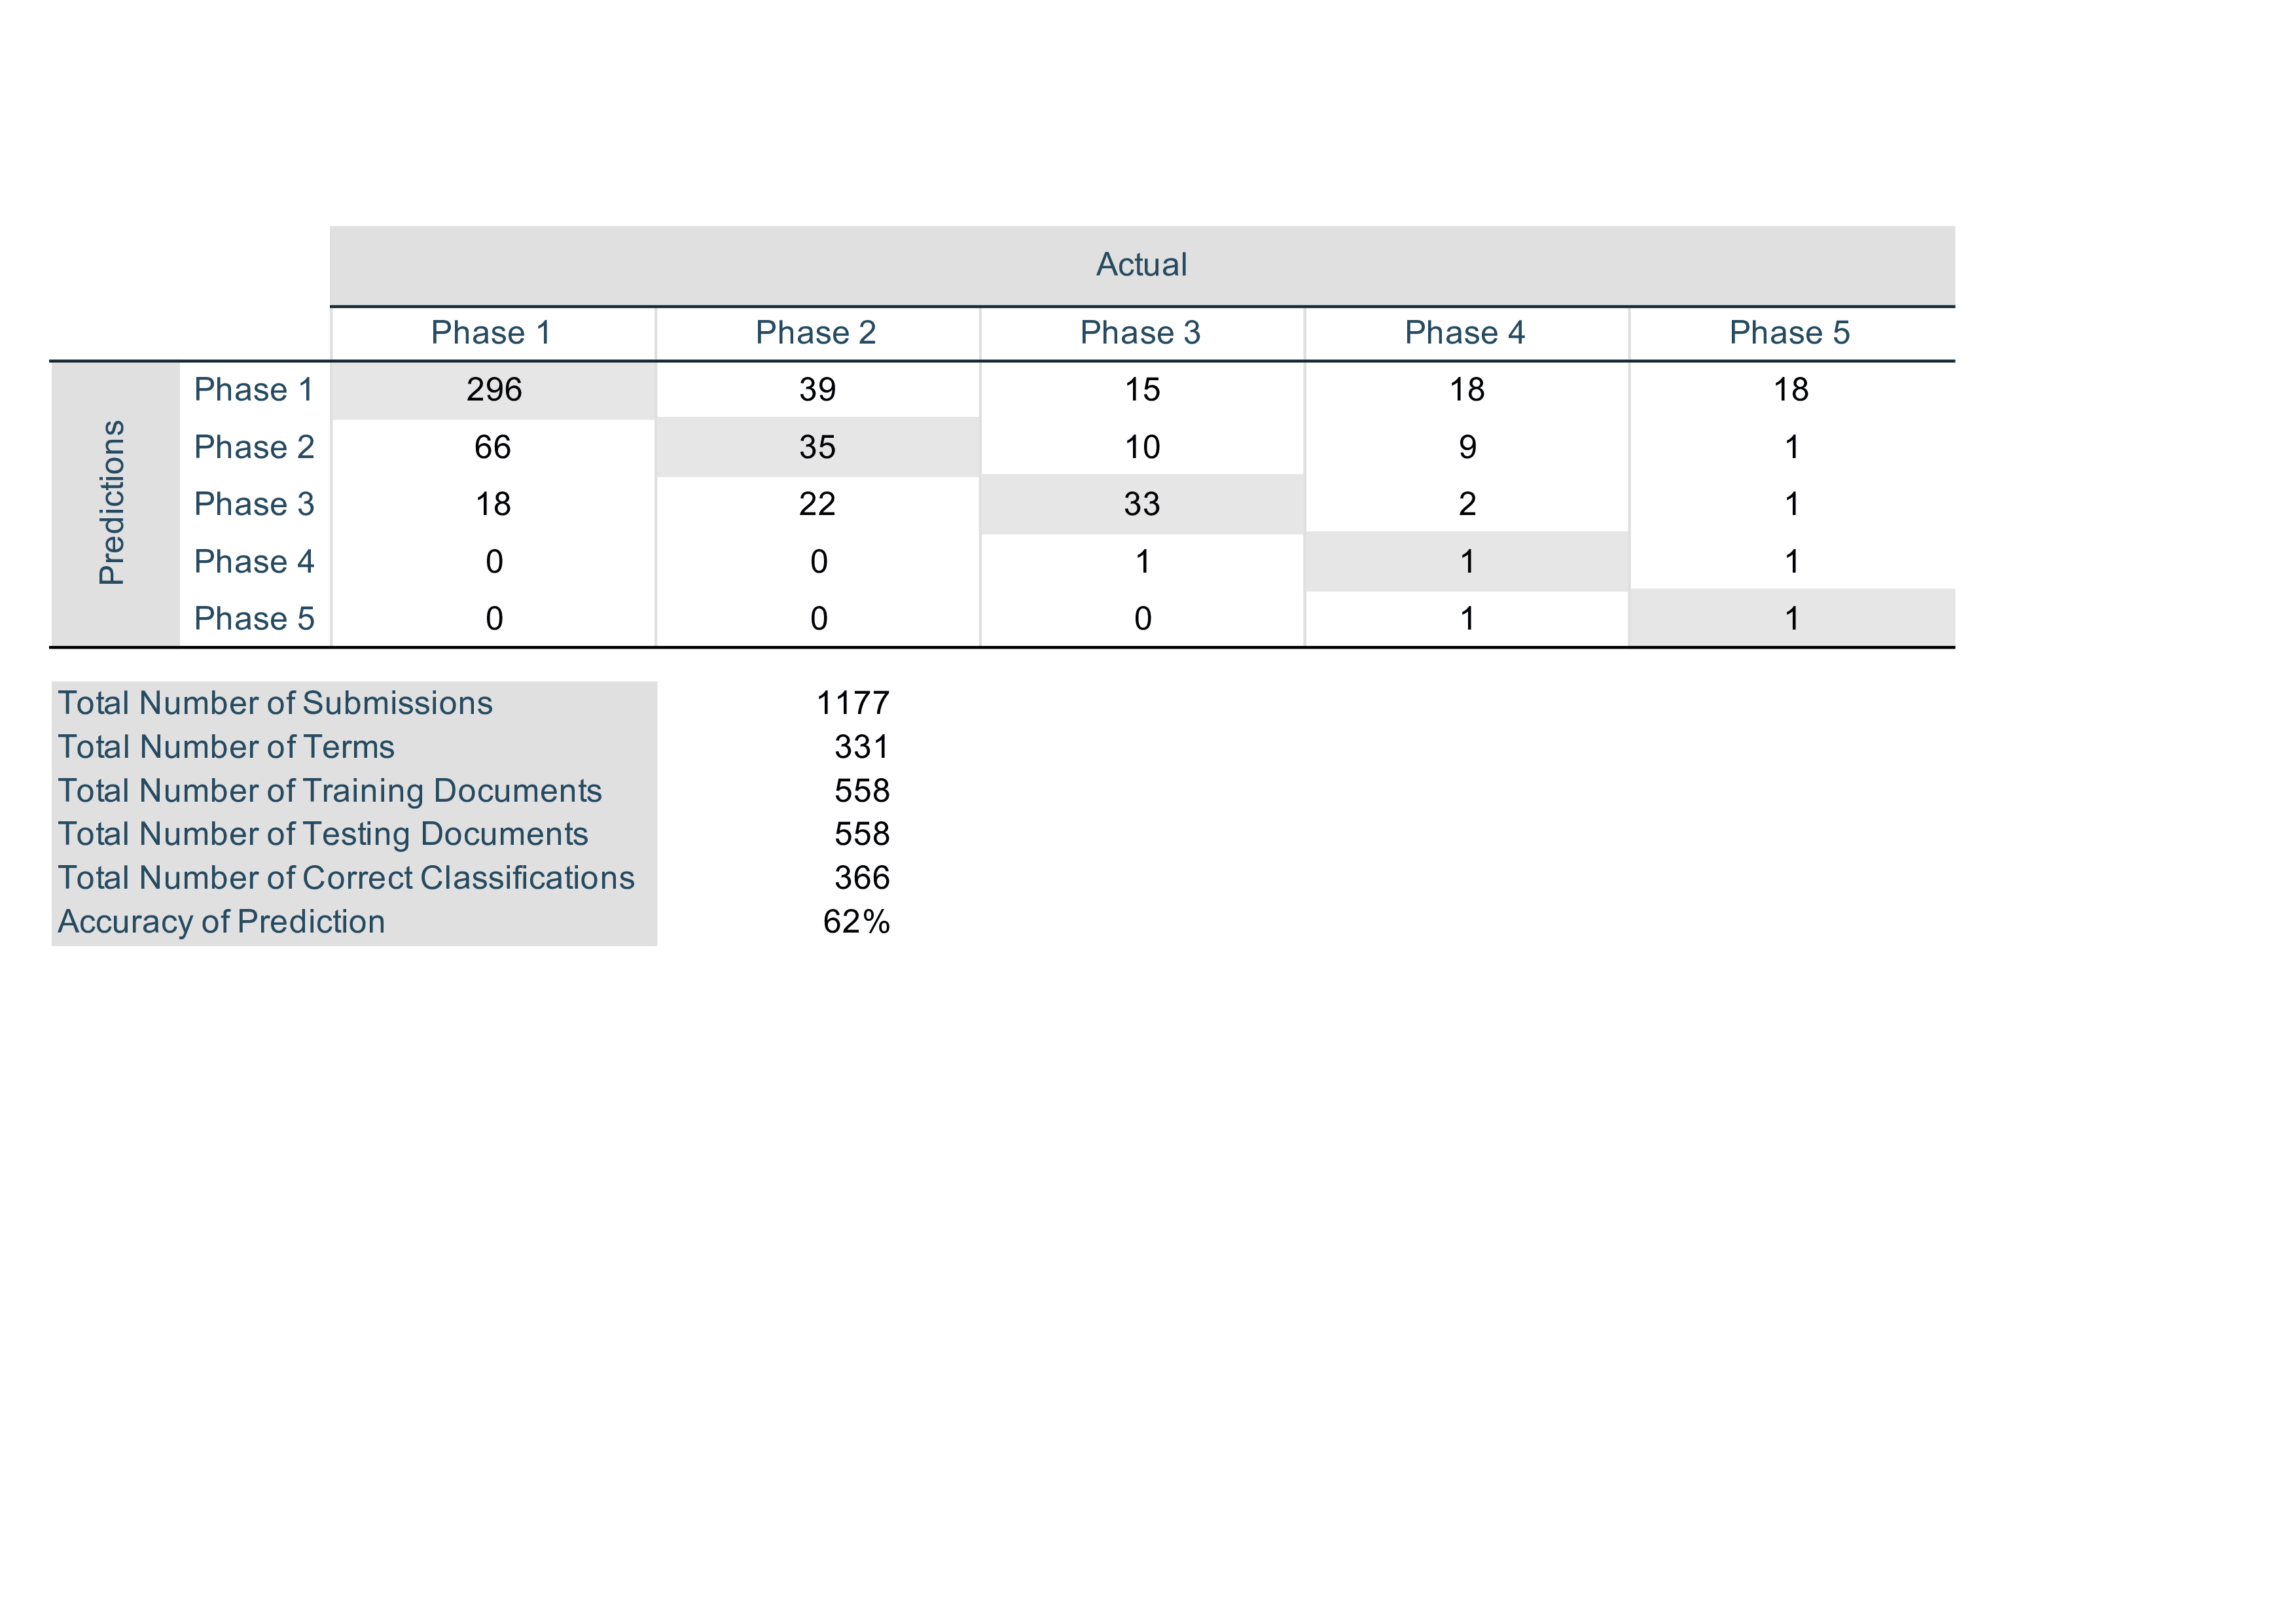 Actual
Phase 1 Phase 2 Phase 3 Phase 4 Phase 5
Predictions
Phase 1 296 39 15 18 18
Phase 2 66 35 10 9 1
Phase 3 18 22 33 2 1
Phase 4 0 0 1 1 1
Phase 5 0 0 0 1 1
Total Number of Submissions 1177
Total Number of Terms 331
Total Number of Training Documents 558
Total Number of Testing Documents 558
Total Number of Correct Classifications 366
Accuracy of Prediction 62%